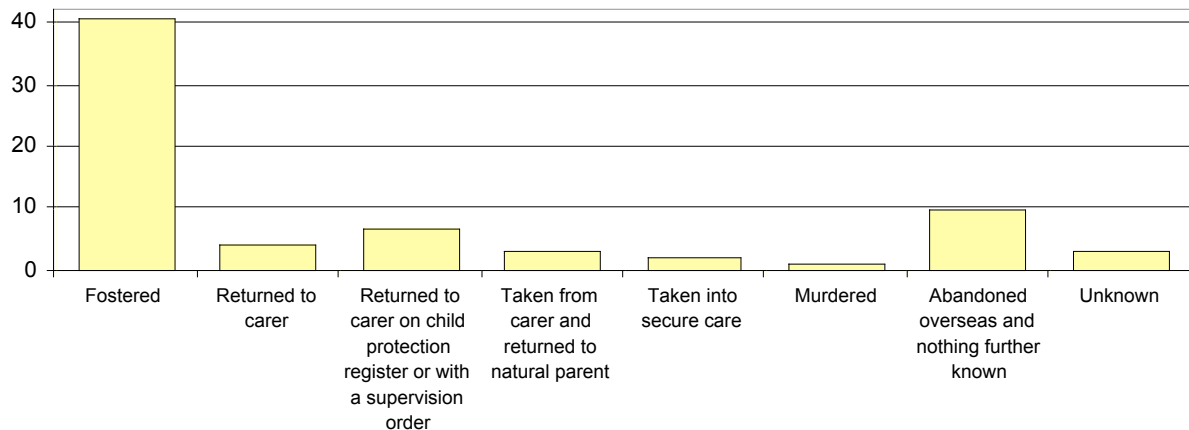 40
30
20
10
0
Fostered
Returned to
carer
Returned to
carer on child
protection
register or with
a supervision
order
Taken from
carer and
returned to
natural parent
Taken into
secure care
Murdered
Abandoned
overseas and
nothing further
known
Unknown